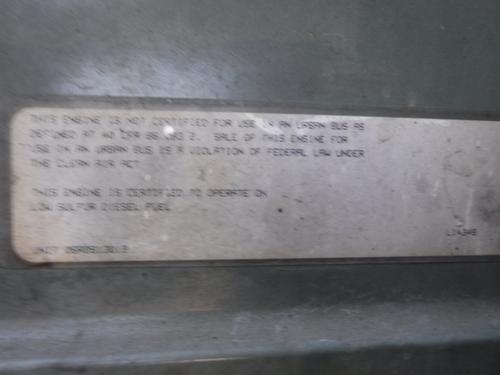 THIS ENGINE IS NOT CERTIFIED FOR USE IN AN URBAN BUS AS
DEFINED AT 40 CFR 86.093 2. SALE OF THIS ENGINE FOR
USE IN AN URBAN BUS IS A VIOLATION OF FEDERAL LAW UNDER
THE CLEAN AIR ACT
THIS ENGINE IS CERTIFIED TO OPERATE ON
LOW SULFUR DIESEL FUEL
UNIT